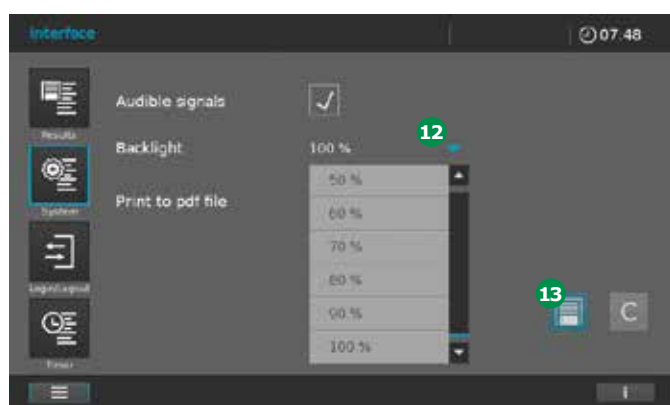 Interface
07.48
Audible signals
Results
Backlight
100 %
12
50 %
System
Print to pdf file
60 %
70 %
Login/Logout
80 %
13
90 %
C
100 %
Timer
i